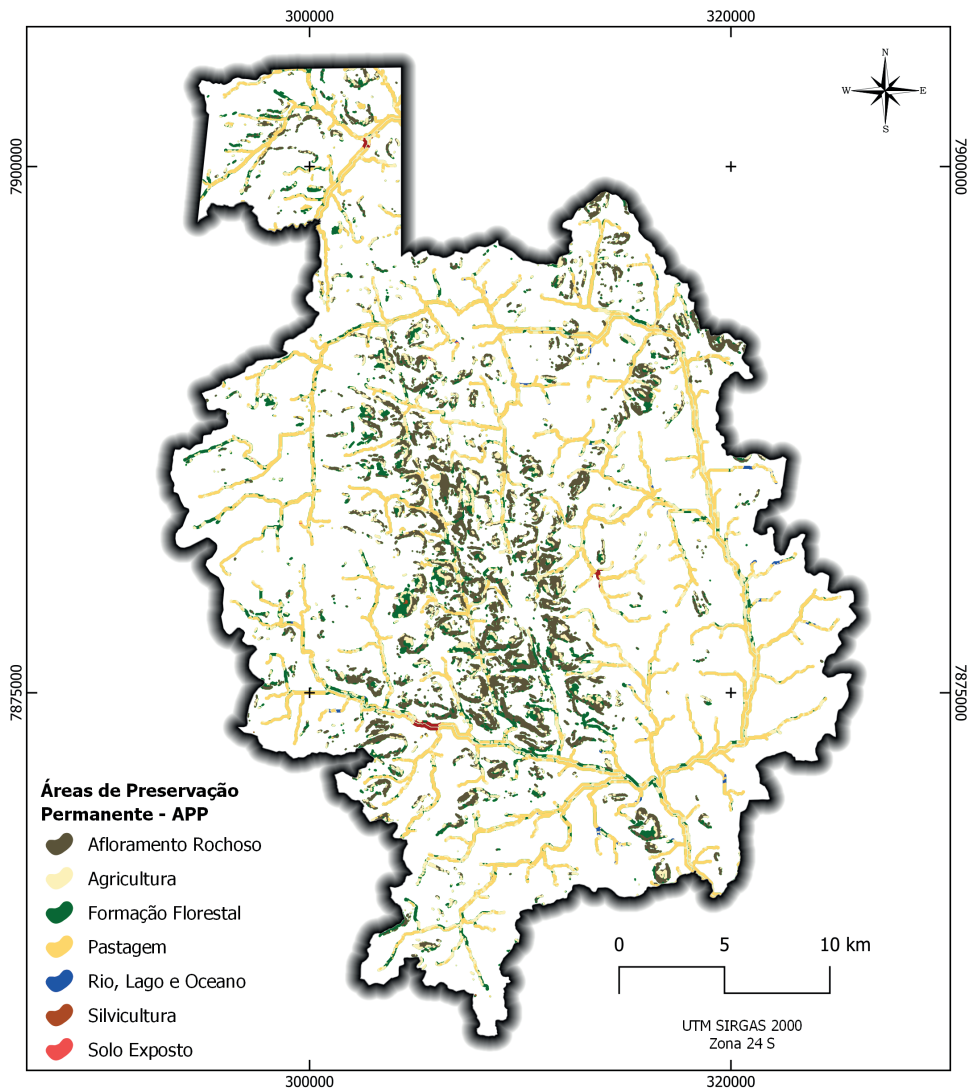 300000
320000
N
W
E
S
7900000
7900000
7875000
7875000
Áreas de Preservação
Permanente - APP
Afloramento Rochoso
Agricultura
Formação Florestal
Pastagem
Rio, Lago e Oceano
Silvicultura
Solo Exposto
0 5 10 km
UTM SIRGAS 2000
Zona 24 S
300000
320000